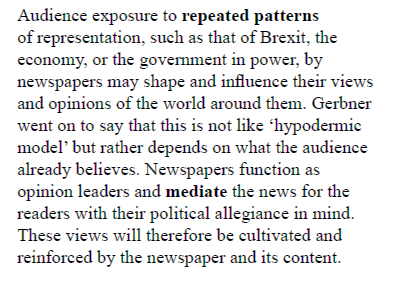 Audience exposure to repeated patterns
of representation, such as that of Brexit, the
economy, or the government in power, by
newspapers may shape and influence their views
and opinions of the world around them. Gerbner
went on to say that this is not like ‘hypodermic
model’ but rather depends on what the audience
already believes. Newspapers function as
opinion leaders and mediate the news for the
readers with their political allegiance in mind.
These views will therefore be cultivated and
reinforced by the newspaper and its content.